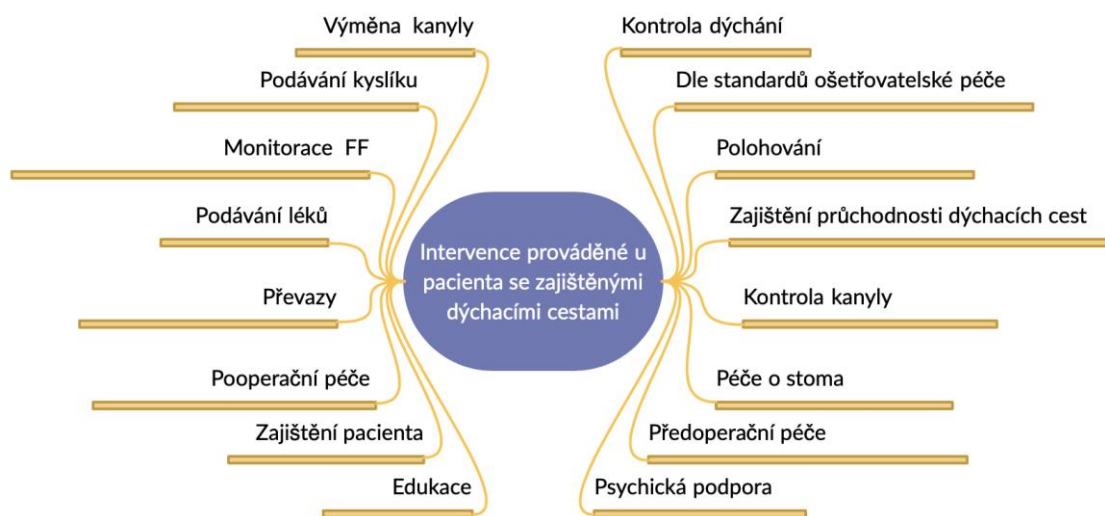 Výměna kanyly
Podávání kyslíku
Monitorace FF
Podávání léků
Převazy
Pooperační péče
Zajištění pacienta
Edukace
Intervence prováděné u
pacienta se zajištěnými
dýchacími cestami
Kontrola dýchání
Dle standardů ošetřovatelské péče
Polohování
Zajištění průchodnosti dýchacích cest
Kontrola kanyly
Péče o stoma
Předoperační péče
Psychická podpora